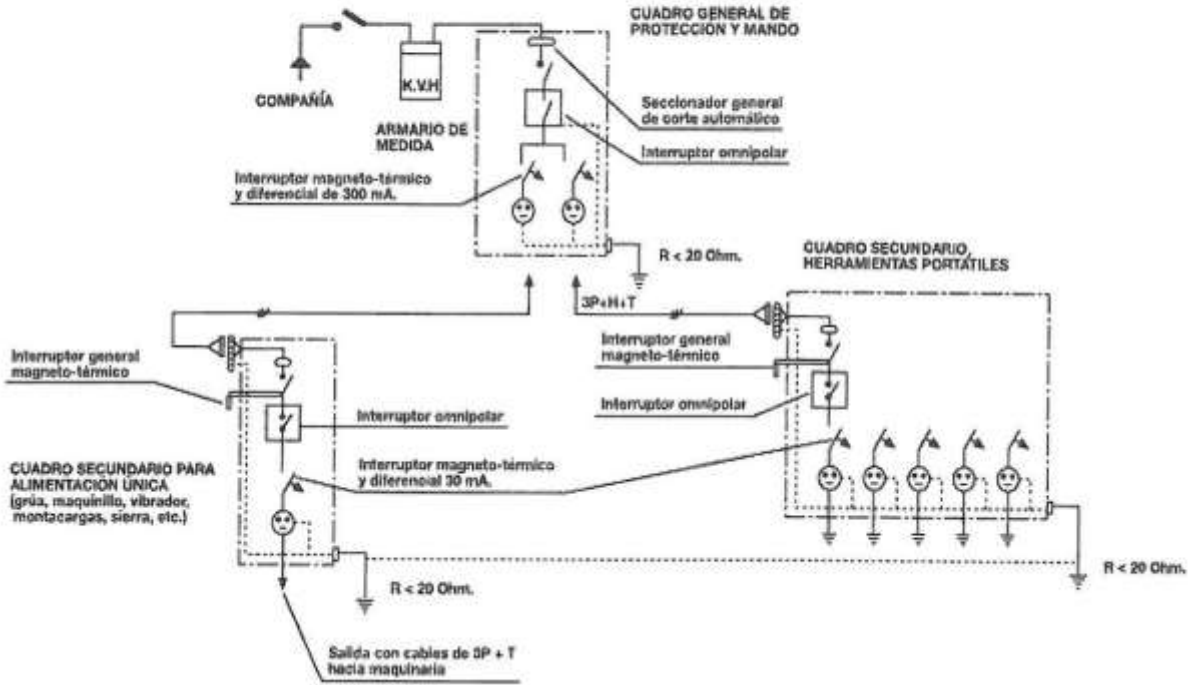 CUADRO GENERAL DE
PROTECCION Y MANDO
COMPAÑÍA
K.V.H
ARMARIO DE
MEDIDA
Seccionador general
de corte automático
Interruptor omnipolar
Interruptor magneto-térmico
y diferencial de 300 mA.
R < 20 Ohm.
CUADRO SECUNDARIO,
HERRAMIENTAS PORTATILES
3P+H+T
Interruptor general
magneto-térmico
Interruptor general
magneto-térmico
Interruptor omnipolar
Interruptor omnipolar
CUADRO SECUNDARIO PARA
ALIMENTACIÓN ÚNICA
(grúa, maquinillo, vibrador,
montacargas, sierra, etc.)
Interruptor magneto-térmico
y diferencial 30 mA.
R < 20 Ohm.
R < 20 Ohm.
Salida con cables de 3P + T
hacia maquinaria